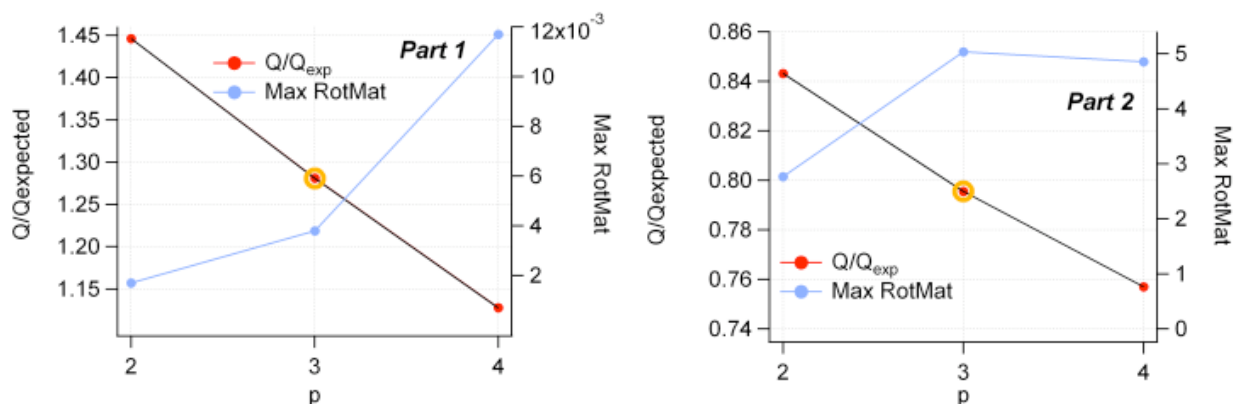 Part 1
Q/Qexpected
1.45
1.40
1.35
1.30
1.25
1.20
1.15
Q/Qexp
Max RotMat
12x10-3
10
8
6
4
2
Max RotMat
2
3
4
p
Part 2
Q/Qexpected
0.86
0.84
0.82
0.80
0.78
0.76
0.74
Q/Qexp
Max RotMat
5
4
3
2
1
0
Max RotMat
2
3
4
p